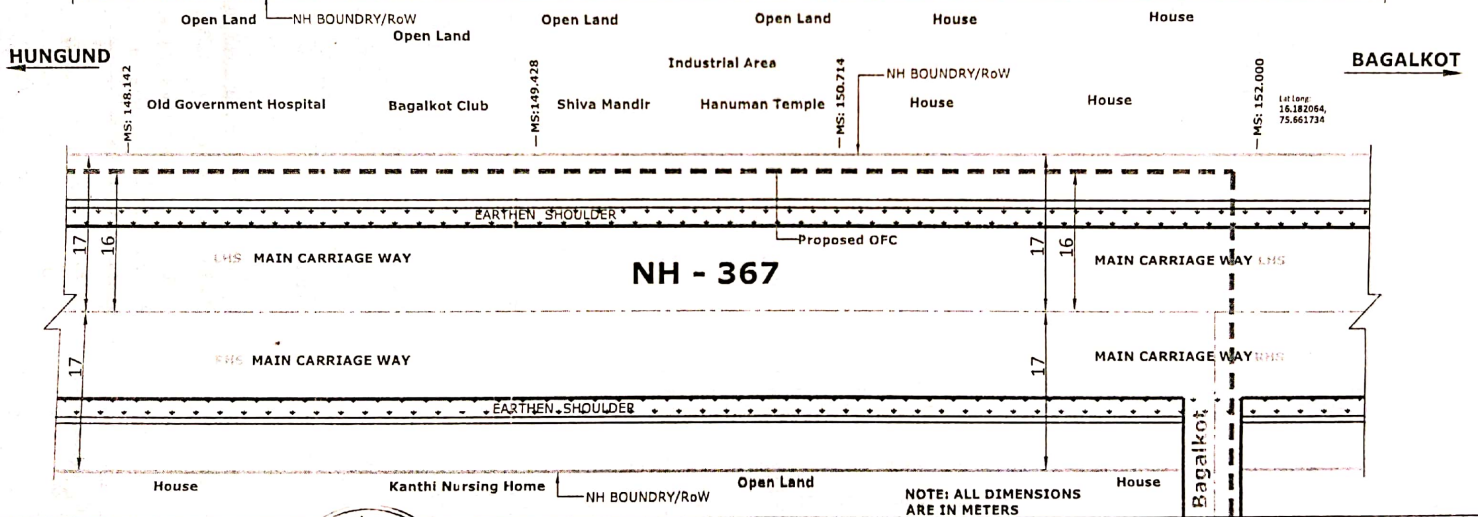 Open Land
NH BOUNDRY/RoW
Open Land
Open Land
Open Land
House
House
HUNGUND
BAGALKOT
Industrial Area
NH BOUNDRY/RoW
MS: 148.142
Old Government Hospital
Bagalkot Club
MS:149.428
Shiva Mandir
Hanuman Temple
MS: 150.714
House
House
MS: 152.000
Lat long:
16.182064,
75.661734
EARTHEN SHOULDER
17
16
Proposed OFC
17
16
LHS MAIN CARRIAGE WAY
NH - 367
MAIN CARRIAGE WAY LHS
17
RHS MAIN CARRIAGE WAY
17
MAIN CARRIAGE WAY RHS
EARTHEN SHOULDER
Bagalkot
House
Kanthi Nursing Home
NH BOUNDRY/RoW
Open Land
House
NOTE: ALL DIMENSIONS
ARE IN METERS